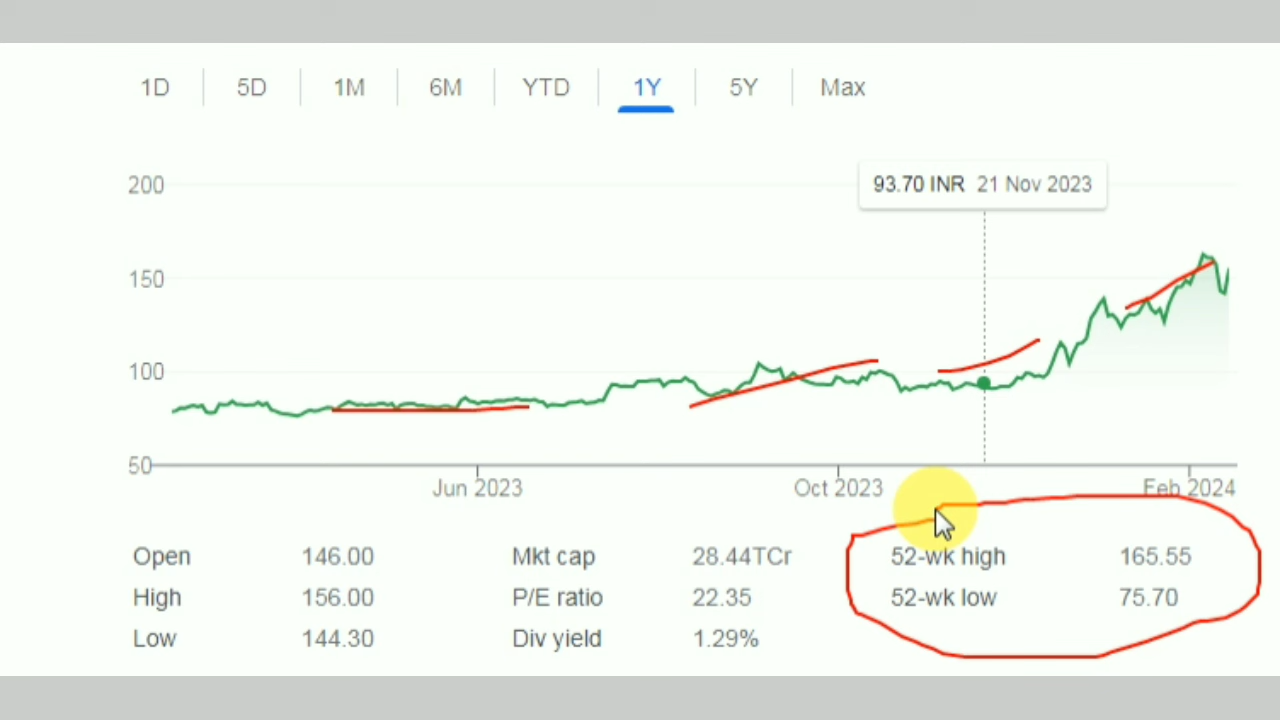 1D 5D 1M 6M YTD 1Y 5Y Max
93.70 INR 21 Nov 2023
200
150
100
50
Jun 2023 Oct 2023 Feb 2024
Open 146.00 Mkt cap 28.44TCr 52-wk high 165.55
High 156.00 P/E ratio 22.35 52-wk low 75.70
Low 144.30 Div yield 1.29%